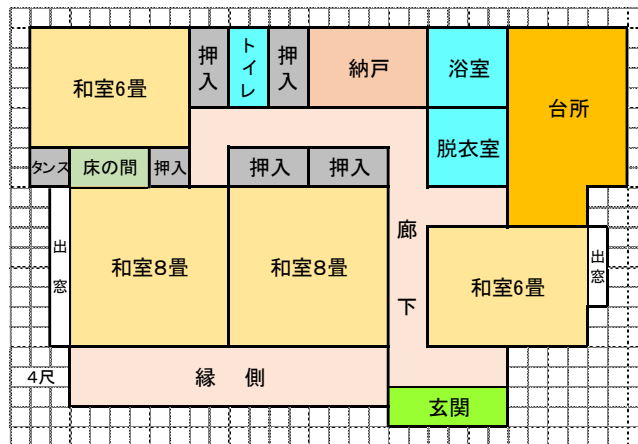 押入
トイレ
押入
納戸
浴室
台所
和室6畳
脱衣室
タンス
床の間
押入
押入
押入
出窓
和室8畳
和室8畳
廊下
和室6畳
出窓
4尺
縁側
玄関